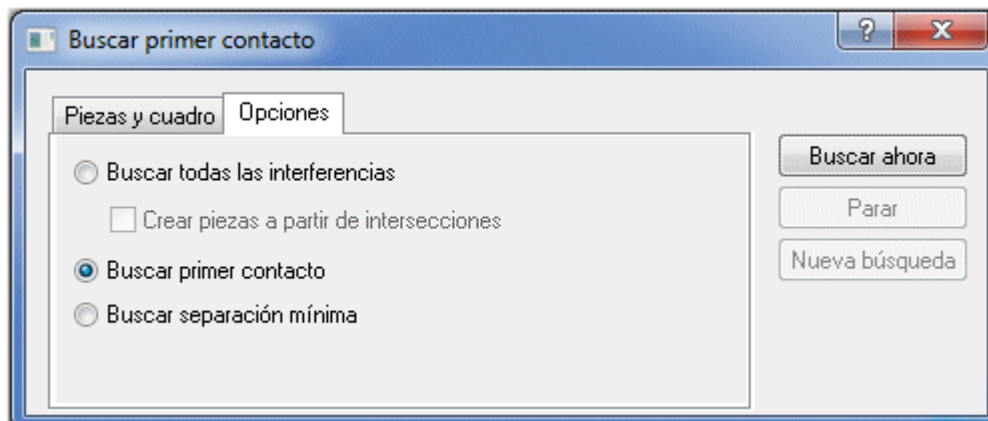 Buscar primer contacto
?
X
Piezas y cuadro
Opciones
Buscar todas las interferencias
Crear piezas a partir de intersecciones
Buscar primer contacto
Buscar separación mínima
Buscar ahora
Parar
Nueva búsqueda